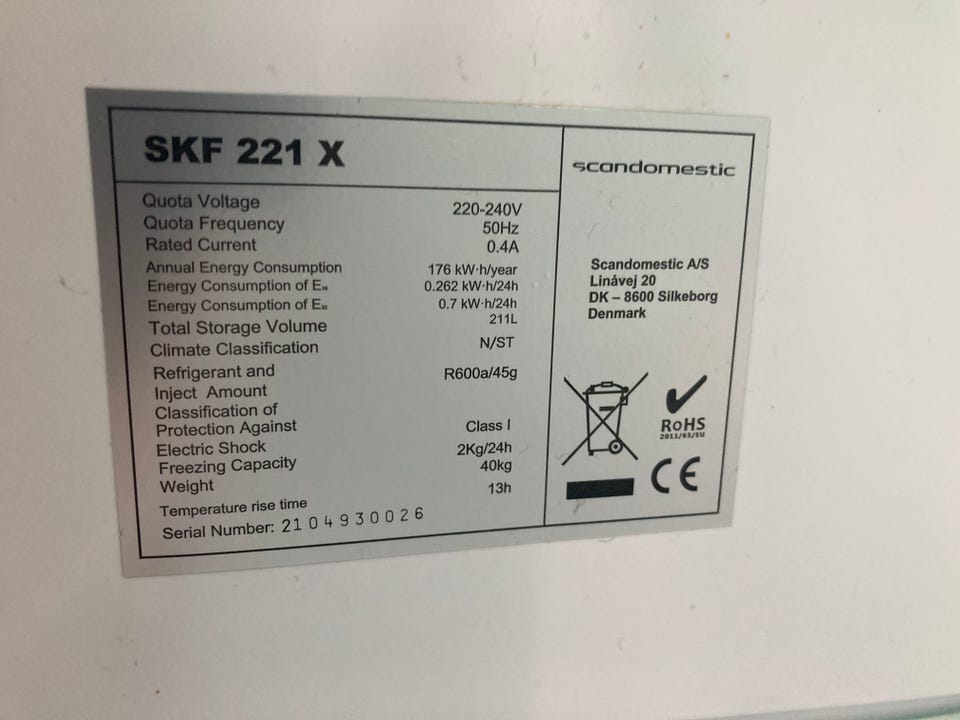 SKF 221 X
Quota Voltage 220-240V
Quota Frequency 50Hz
Rated Current 0.4A
Annual Energy Consumption 176 kW·h/year
Energy Consumption of E₁₆ 0.262 kW·h/24h
Energy Consumption of E₃₂ 0.7 kW·h/24h
Total Storage Volume 211L
Climate Classification N/ST
Refrigerant and R600a/45g
Inject Amount
Classification of
Protection Against Class I
Electric Shock
Freezing Capacity 2Kg/24h
Weight 40kg
Temperature rise time 13h
Serial Number: 2104930026
scandomestic
Scandomestic A/S
Linåvej 20
DK – 8600 Silkeborg
Denmark
RoHS
2011/65/EU
CE